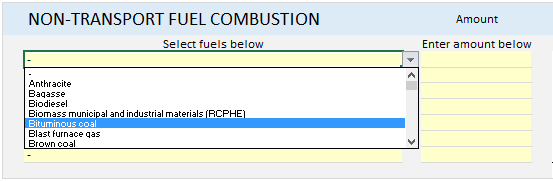 NON-TRANSPORT FUEL COMBUSTION Amount
Select fuels below Enter amount below
-
-
Anthracite
Bagasse
Biodiesel
Biomass municipal and industrial materials (RCPHE)
Bituminous coal
Blast furnace gas
Brown coal
-